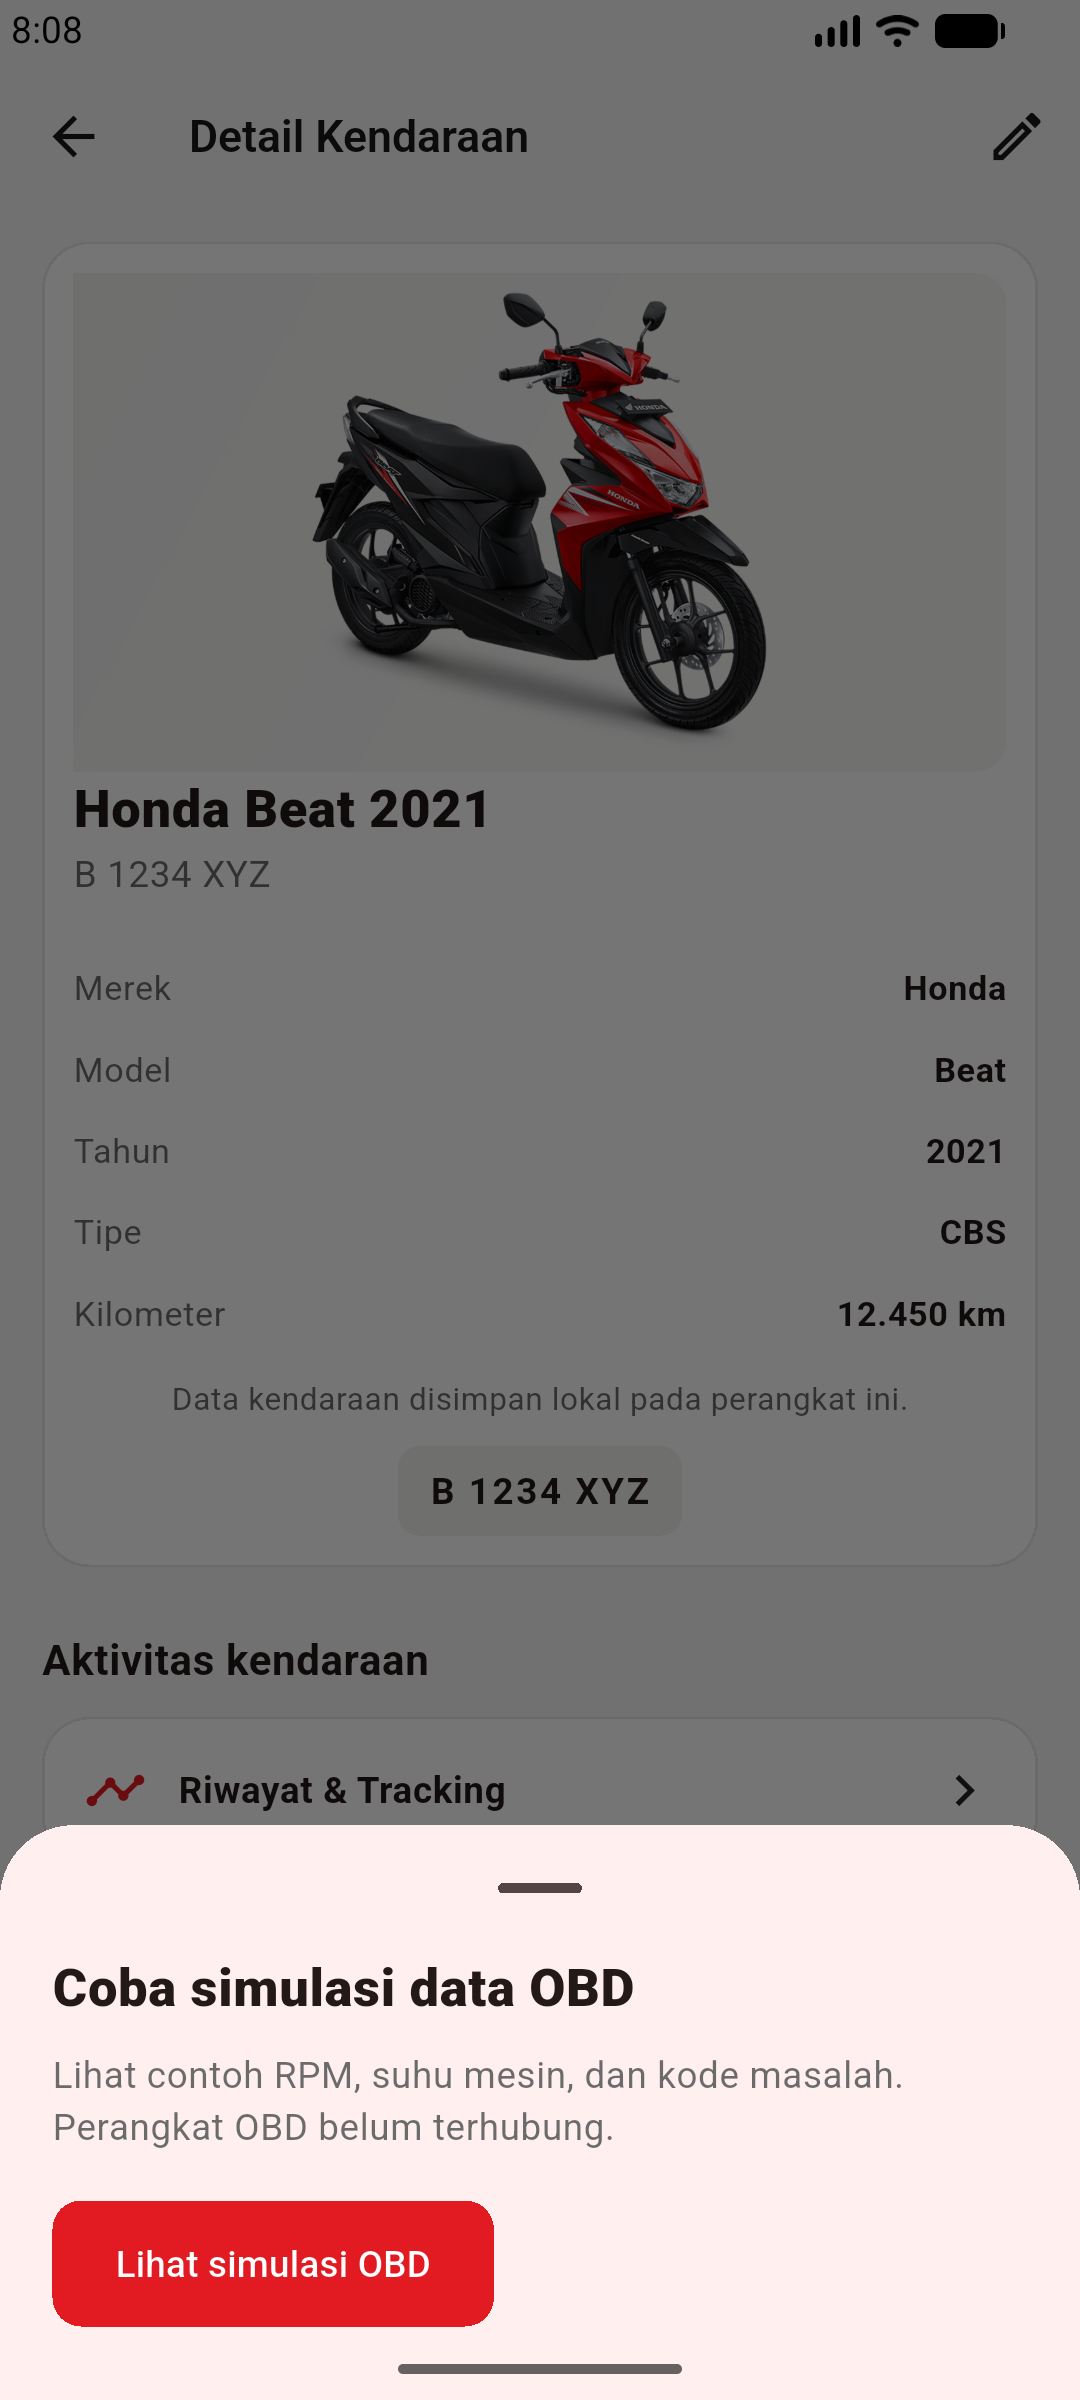 8:08
Detail Kendaraan
HONDA
HONDA
Honda Beat 2021
B 1234 XYZ
Merek Honda
Model Beat
Tahun 2021
Tipe CBS
Kilometer 12.450 km
Data kendaraan disimpan lokal pada perangkat ini.
B 1234 XYZ
Aktivitas kendaraan
Riwayat & Tracking
Coba simulasi data OBD
Lihat contoh RPM, suhu mesin, dan kode masalah.
Perangkat OBD belum terhubung.
Lihat simulasi OBD